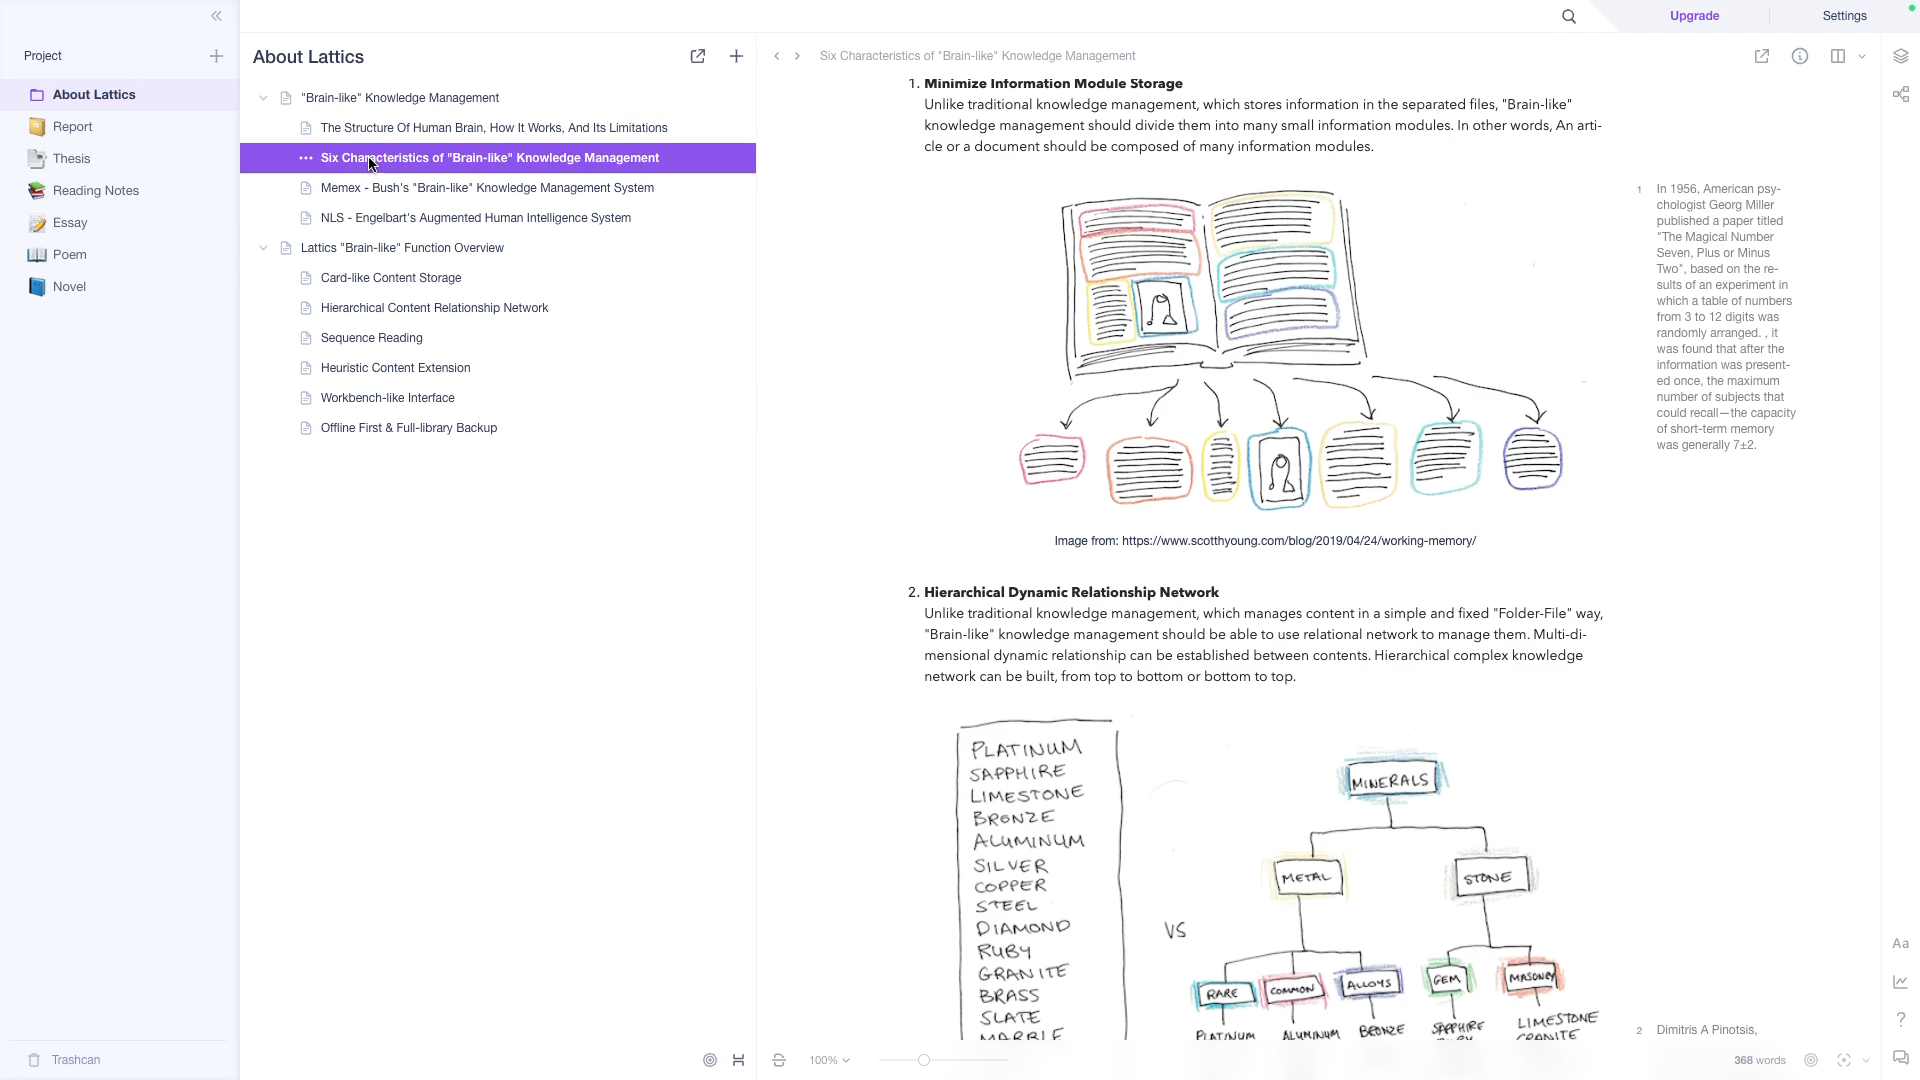 Upgrade
Settings
Project
About Lattics
Report
Thesis
Reading Notes
Essay
Poem
Novel
Trashcan
About Lattics
"Brain-like" Knowledge Management
The Structure Of Human Brain, How It Works, And Its Limitations
Six Characteristics of "Brain-like" Knowledge Management
Memex - Bush's "Brain-like" Knowledge Management System
NLS - Engelbart's Augmented Human Intelligence System
Lattics "Brain-like" Function Overview
Card-like Content Storage
Hierarchical Content Relationship Network
Sequence Reading
Heuristic Content Extension
Workbench-like Interface
Offline First & Full-library Backup
Six Characteristics of "Brain-like" Knowledge Management
1. Minimize Information Module Storage
Unlike traditional knowledge management, which stores information in the separated files, "Brain-like"
knowledge management should divide them into many small information modules. In other words, An arti-
cle or a document should be composed of many information modules.
1 In 1956, American psy-
chologist Georg Miller
published a paper titled
"The Magical Number
Seven, Plus or Minus
Two", based on the re-
sults of an experiment in
which a table of numbers
from 3 to 12 digits was
randomly arranged. , it
was found that after the
information was present-
ed once, the maximum
number of subjects that
could recall—the capacity
of short-term memory
was generally 7±2.
Image from: https://www.scotthyoung.com/blog/2019/04/24/working-memory/
2. Hierarchical Dynamic Relationship Network
Unlike traditional knowledge management, which manages content in a simple and fixed "Folder-File" way,
"Brain-like" knowledge management should be able to use relational network to manage them. Multi-di-
mensional dynamic relationship can be established between contents. Hierarchical complex knowledge
network can be built, from top to bottom or bottom to top.
PLATINUM
SAPPHIRE
LIMESTONE
BRONZE
ALUMINUM
SILVER
COPPER
STEEL
DIAMOND
RUBY
GRANITE
BRASS
SLATE
MARBLE
VS
MINERALS
METAL
STONE
RARE
COMMON
ALLOYS
GEM
MASONRY
PLATINUM
ALUMINUM
BRONZE
SAPPHIRE
LIMESTONE
GRANITE
2 Dimitris A Pinotsis,
100%
368 words
Aa
?